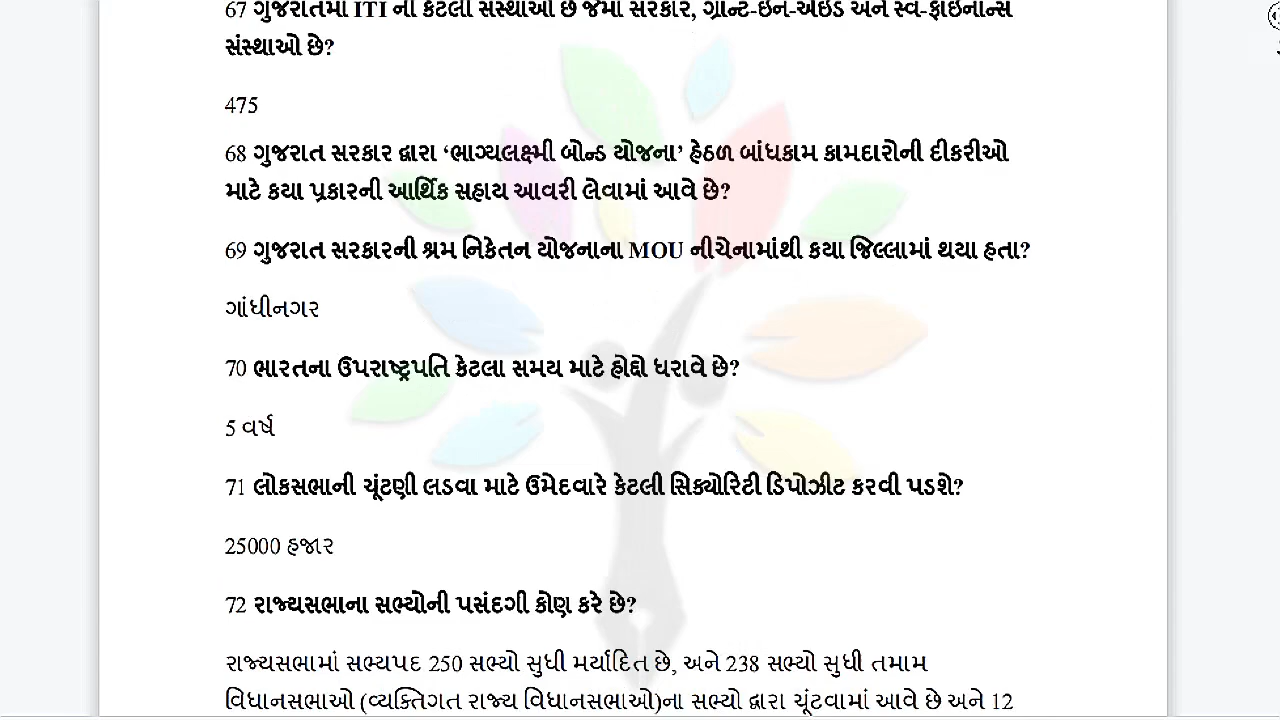 67 ગુજરાતમાં ITI ની કેટલી સંસ્થાઓ છે જેમાં સરકાર, ગ્રાન્ટ-ઇન-એઇડ અને સ્વ-ફાઇનાન્સ
સંસ્થાઓ છે?
475
68 ગુજરાત સરકાર દ્વારા ‘ભાગ્યલક્ષ્મી બોન્ડ યોજના’ હેઠળ બાંધકામ કામદારોની દીકરીઓ
માટે કયા પ્રકારની આર્થિક સહાય આવરી લેવામાં આવે છે?
69 ગુજરાત સરકારની શ્રમ નિકેતન યોજનાના MOU નીચેનામાંથી કયા જિલ્લામાં થયા હતા?
ગાંધીનગર
70 ભારતના ઉપરાષ્ટ્રપતિ કેટલા સમય માટે હોદ્દો ધરાવે છે?
5 વર્ષ
71 લોકસભાની ચૂંટણી લડવા માટે ઉમેદવારે કેટલી સિક્યોરિટી ડિપોઝીટ કરવી પડશે?
25000 હજાર
72 રાજ્યસભાના સભ્યોની પસંદગી કોણ કરે છે?
રાજ્યસભામાં સભ્યપદ 250 સભ્યો સુધી મર્યાદિત છે, અને 238 સભ્યો સુધી તમામ
વિધાનસભાઓ (વ્યક્તિગત રાજ્ય વિધાનસભાઓ)ના સભ્યો દ્વારા ચૂંટવામાં આવે છે અને 12